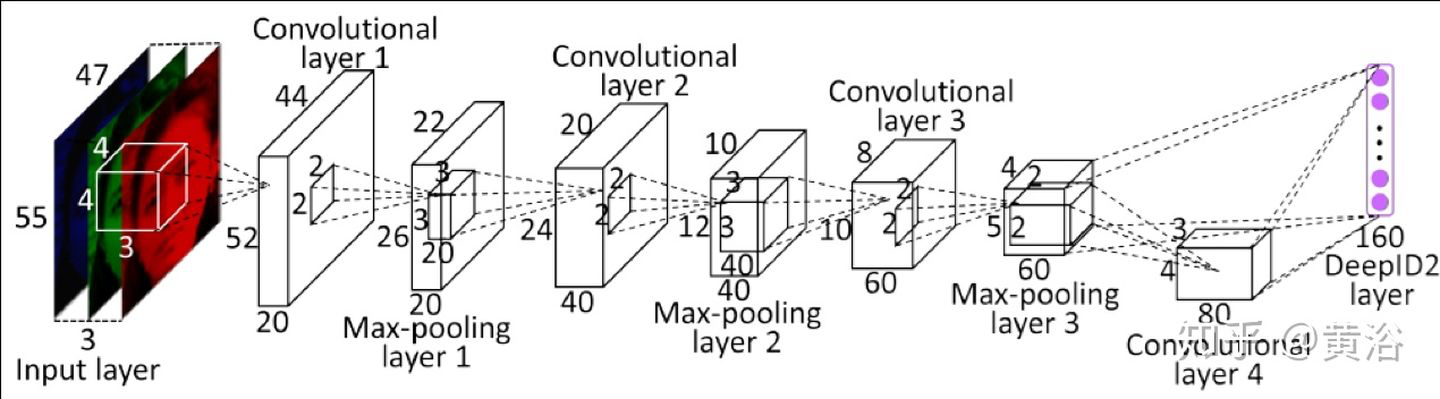 47
4
4
55
3
3
Input layer
Convolutional
layer 1
44
2
2
52
20
22
3
3
26
20
20
Max-pooling
layer 1
Convolutional
layer 2
20
2
2
24
40
10
3
3
12
40
40
Max-pooling
layer 2
Convolutional
layer 3
8
2
2
10
60
4
2
5
2
60
Max-pooling
layer 3
3
4
80
Convolutional
layer 4
160
DeepID2
layer
知乎 @黄浴